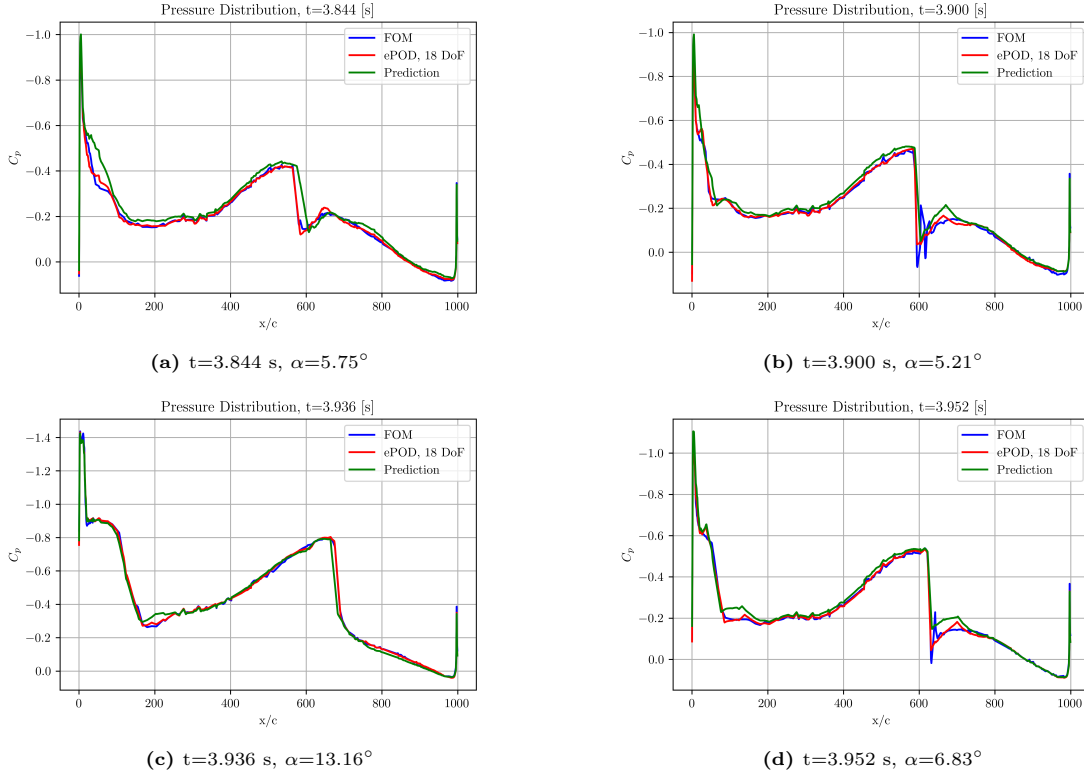 Pressure Distribution, t=3.844 [s]
−1.0
−0.8
−0.6
−0.4
−0.2
0.0
C_p
FOM
ePOD, 18 DoF
Prediction
0 200 400 600 800 1000
x/c
(a) t=3.844 s, α=5.75°
Pressure Distribution, t=3.900 [s]
−1.0
−0.8
−0.6
−0.4
−0.2
0.0
C_p
FOM
ePOD, 18 DoF
Prediction
0 200 400 600 800 1000
x/c
(b) t=3.900 s, α=5.21°
Pressure Distribution, t=3.936 [s]
−1.4
−1.2
−1.0
−0.8
−0.6
−0.4
−0.2
0.0
C_p
FOM
ePOD, 18 DoF
Prediction
0 200 400 600 800 1000
x/c
(c) t=3.936 s, α=13.16°
Pressure Distribution, t=3.952 [s]
−1.0
−0.8
−0.6
−0.4
−0.2
0.0
C_p
FOM
ePOD, 18 DoF
Prediction
0 200 400 600 800 1000
x/c
(d) t=3.952 s, α=6.83°